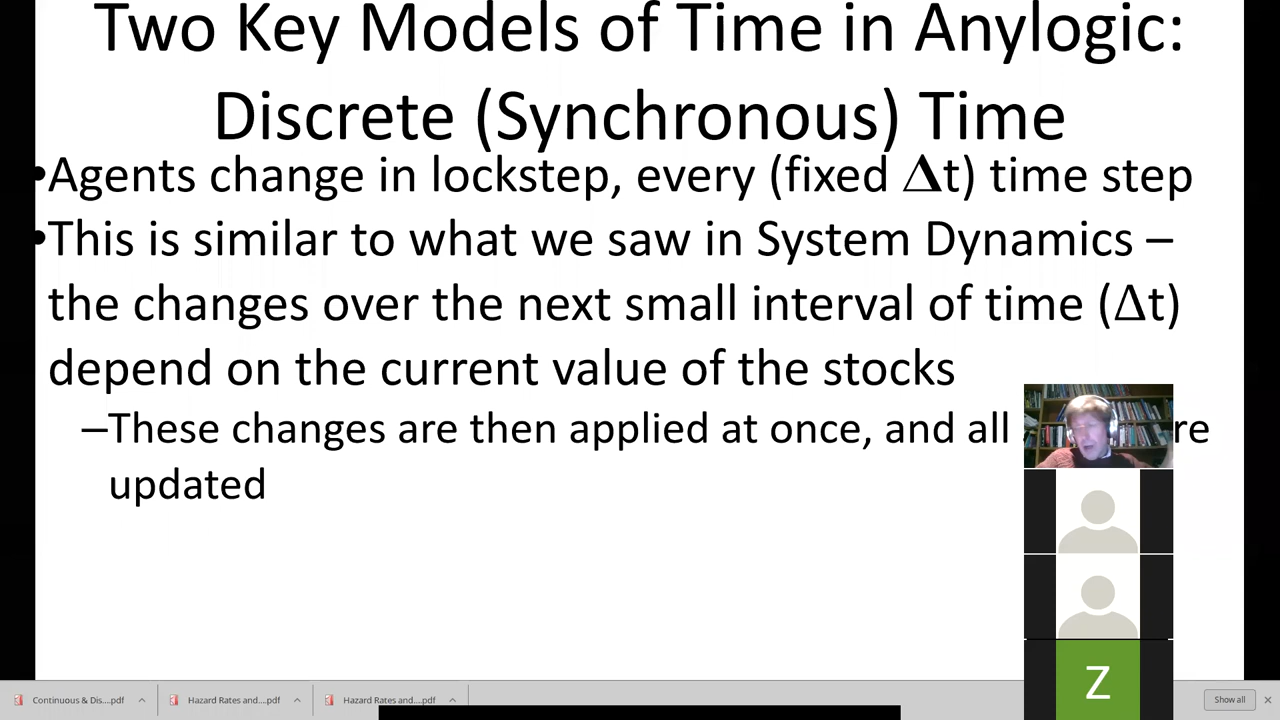 Two Key Models of Time in Anylogic:
Discrete (Synchronous) Time
•Agents change in lockstep, every (fixed Δt) time step
•This is similar to what we saw in System Dynamics –
the changes over the next small interval of time (Δt)
depend on the current value of the stocks
–These changes are then applied at once, and all re
updated
Z
Continuous & Dis....pdf
Hazard Rates and....pdf
Hazard Rates and....pdf
Show all